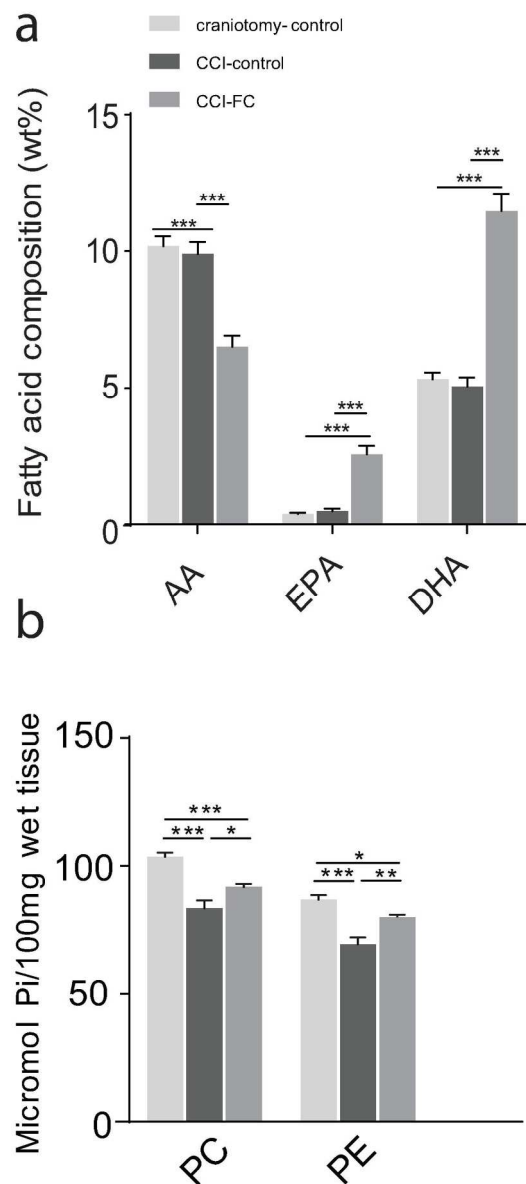 a
craniotomy-control
CCI-control
CCI-FC
Fatty acid composition (wt%)
15
10
5
0
***
***
***
***
***
***
AA
EPA
DHA
b
Micromol Pi/100mg wet tissue
150
100
50
0
***
*** *
*
*** **
PC
PE